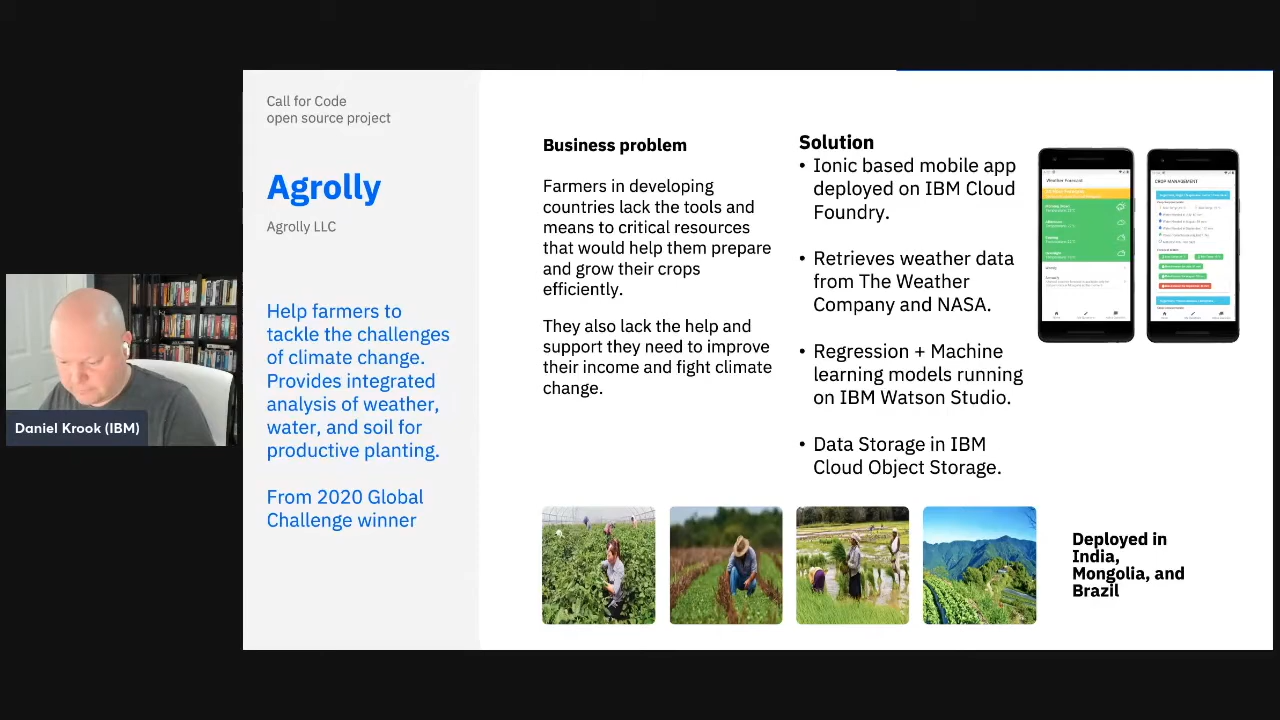 Call for Code
open source project
Agrolly
Agrolly LLC
Help farmers to
tackle the challenges
of climate change.
Provides integrated
analysis of weather,
water, and soil for
productive planting.
From 2020 Global
Challenge winner
Daniel Krook (IBM)
Business problem
Farmers in developing
countries lack the tools and
means to critical resources
that would help them prepare
and grow their crops
efficiently.
They also lack the help and
support they need to improve
their income and fight climate
change.
Solution
• Ionic based mobile app
deployed on IBM Cloud
Foundry.
• Retrieves weather data
from The Weather
Company and NASA.
• Regression + Machine
learning models running
on IBM Watson Studio.
• Data Storage in IBM
Cloud Object Storage.
Weather Forecast
CROP MANAGEMENT
Deployed in
India,
Mongolia, and
Brazil